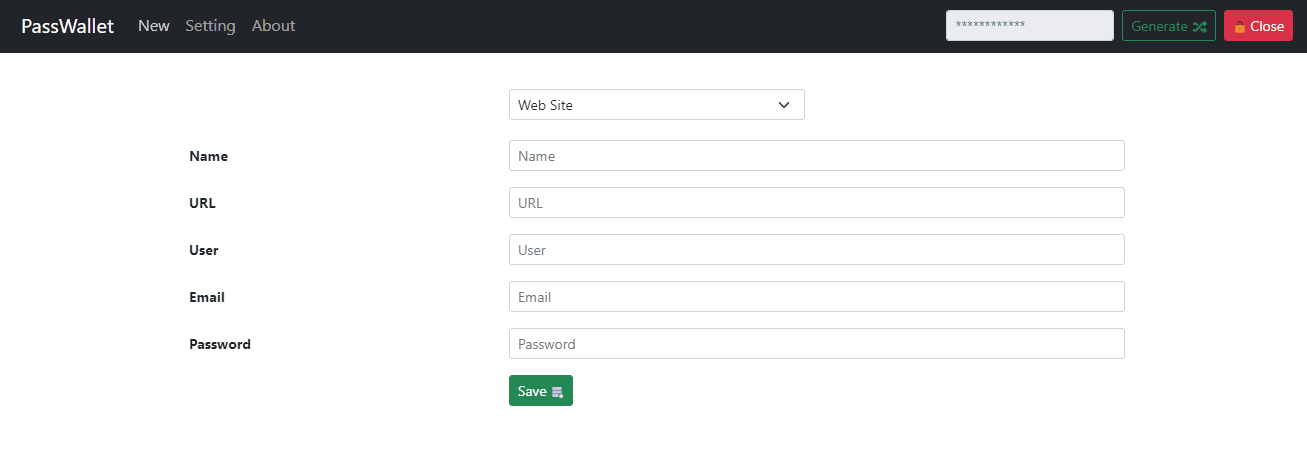 PassWallet New Setting About ************ Generate Close
Web Site
Name Name
URL URL
User User
Email Email
Password Password
Save